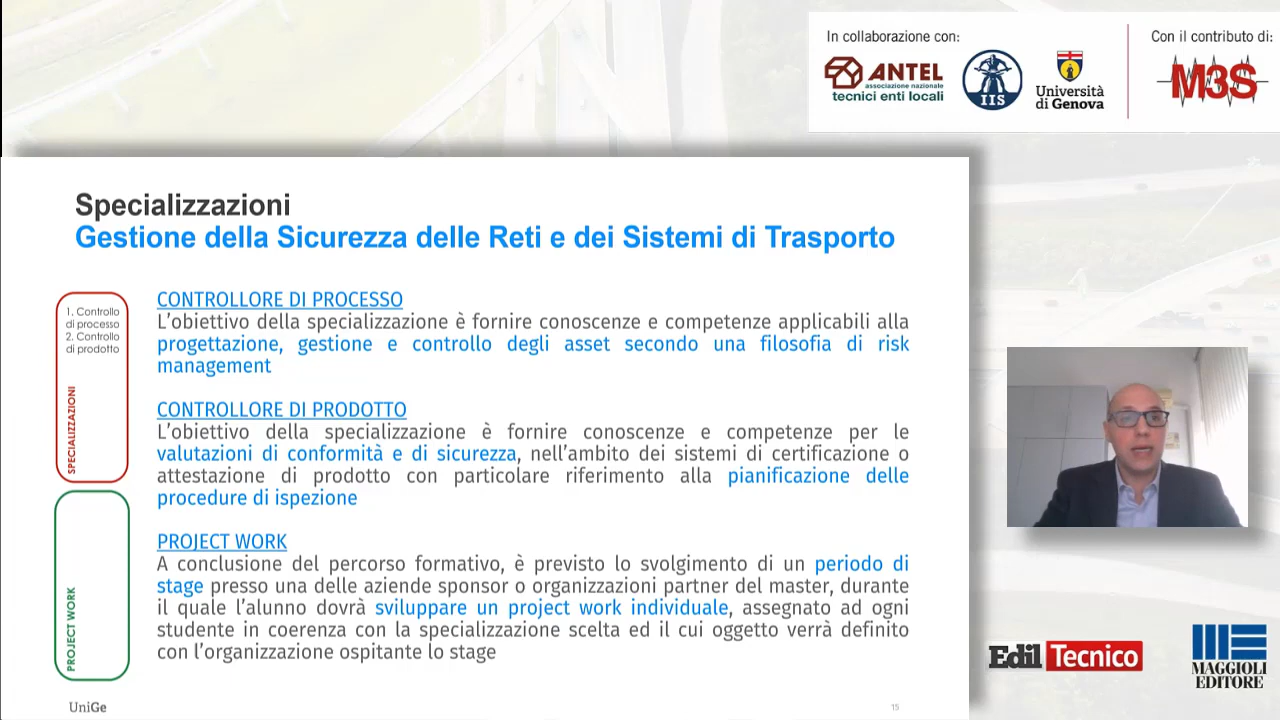 In collaborazione con:
Con il contributo di:
ANTEL
associazione nazionale
tecnici enti locali
IIS
Università
di Genova
M3S
Specializzazioni
Gestione della Sicurezza delle Reti e dei Sistemi di Trasporto
1. Controllo
di processo
2. Controllo
di prodotto
SPECIALIZZAZIONI
CONTROLLORE DI PROCESSO
L’obiettivo della specializzazione è fornire conoscenze e competenze applicabili alla
progettazione, gestione e controllo degli asset secondo una filosofia di risk
management
CONTROLLORE DI PRODOTTO
L’obiettivo della specializzazione è fornire conoscenze e competenze per le
valutazioni di conformità e di sicurezza, nell’ambito dei sistemi di certificazione o
attestazione di prodotto con particolare riferimento alla pianificazione delle
procedure di ispezione
PROJECT WORK
PROJECT WORK
A conclusione del percorso formativo, è previsto lo svolgimento di un periodo di
stage presso una delle aziende sponsor o organizzazioni partner del master, durante
il quale l’alunno dovrà sviluppare un project work individuale, assegnato ad ogni
studente in coerenza con la specializzazione scelta ed il cui oggetto verrà definito
con l’organizzazione ospitante lo stage
UniGe
15
EdilTecnico
MAGGIOLI
EDITORE